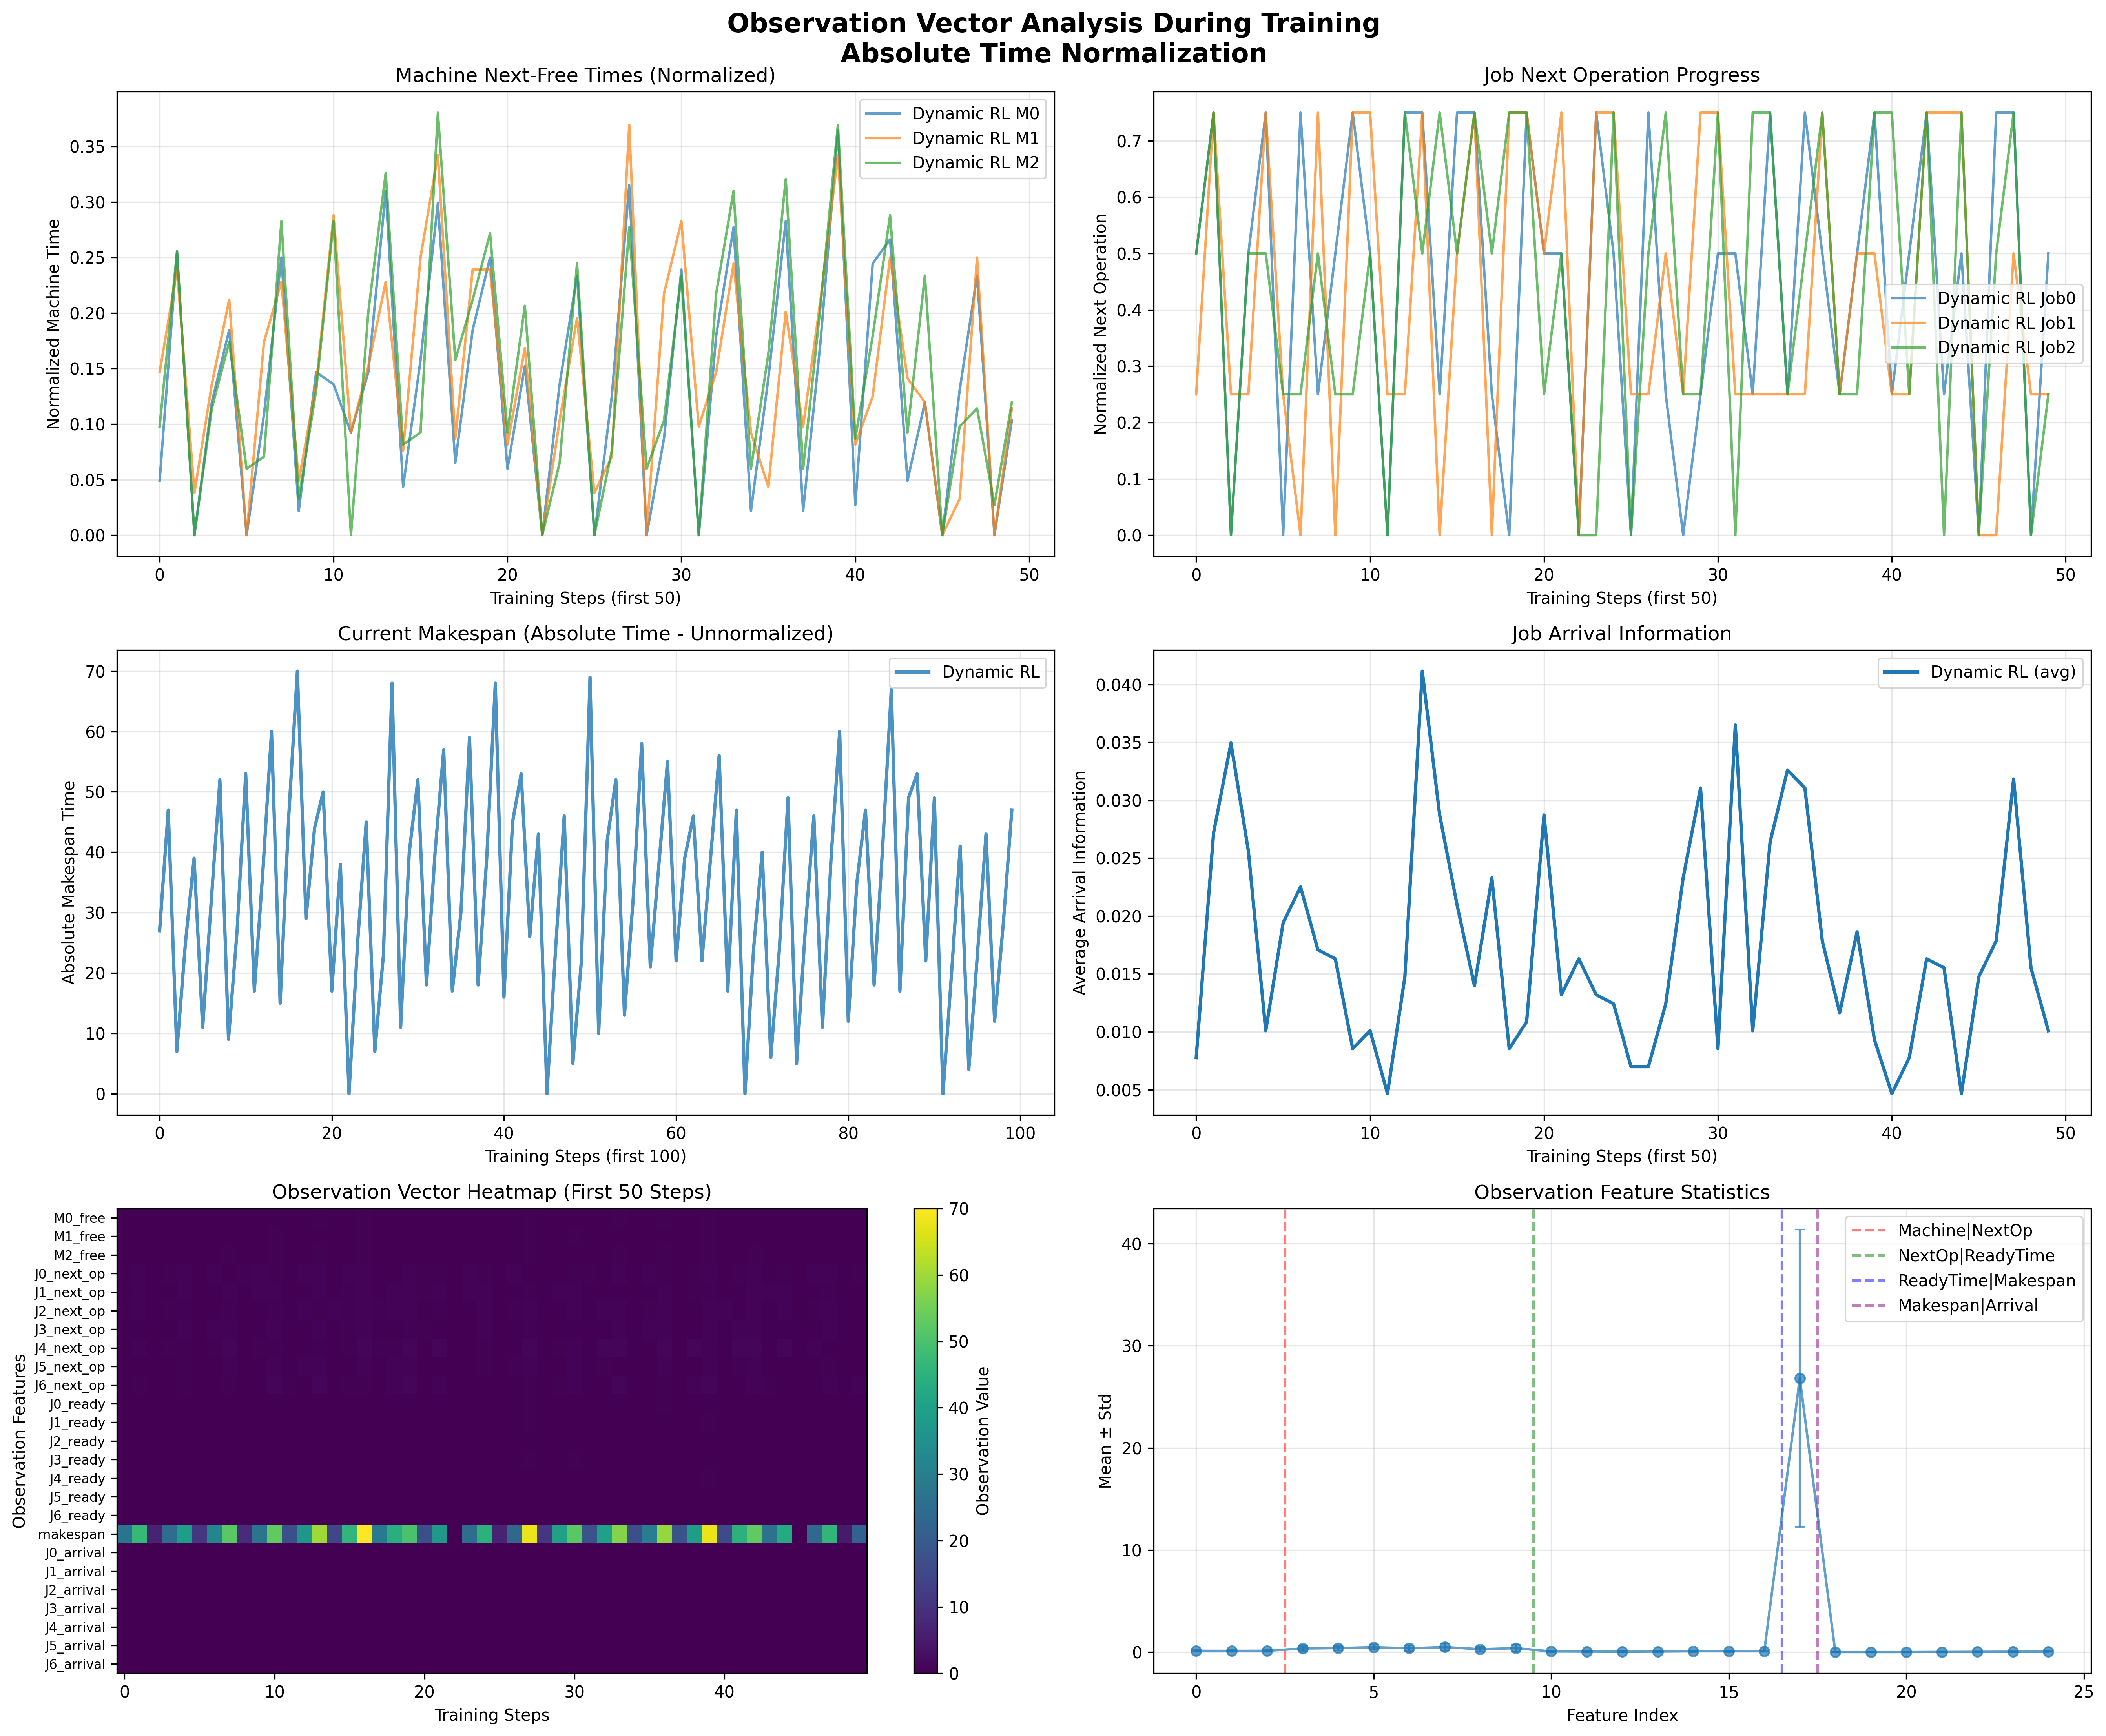 Observation Vector Analysis During Training
Absolute Time Normalization
Machine Next-Free Times (Normalized)
Normalized Machine Time
0.35
0.30
0.25
0.20
0.15
0.10
0.05
0.00
Dynamic RL M0
Dynamic RL M1
Dynamic RL M2
0 10 20 30 40 50
Training Steps (first 50)
Job Next Operation Progress
Normalized Next Operation
0.7
0.6
0.5
0.4
0.3
0.2
0.1
0.0
Dynamic RL Job0
Dynamic RL Job1
Dynamic RL Job2
0 10 20 30 40 50
Training Steps (first 50)
Current Makespan (Absolute Time - Unnormalized)
Absolute Makespan Time
70
60
50
40
30
20
10
0
Dynamic RL
0 20 40 60 80 100
Training Steps (first 100)
Job Arrival Information
Average Arrival Information
0.040
0.035
0.030
0.025
0.020
0.015
0.010
0.005
Dynamic RL (avg)
0 10 20 30 40 50
Training Steps (first 50)
Observation Vector Heatmap (First 50 Steps)
Observation Features
M0_free
M1_free
M2_free
J0_next_op
J1_next_op
J2_next_op
J3_next_op
J4_next_op
J5_next_op
J6_next_op
J0_ready
J1_ready
J2_ready
J3_ready
J4_ready
J5_ready
J6_ready
makespan
J0_arrival
J1_arrival
J2_arrival
J3_arrival
J4_arrival
J5_arrival
J6_arrival
0 10 20 30 40
Training Steps
70
60
50
40
30
20
10
0
Observation Value
Observation Feature Statistics
Mean ± Std
40
30
20
10
0
Machine|NextOp
NextOp|ReadyTime
ReadyTime|Makespan
Makespan|Arrival
0 5 10 15 20 25
Feature Index